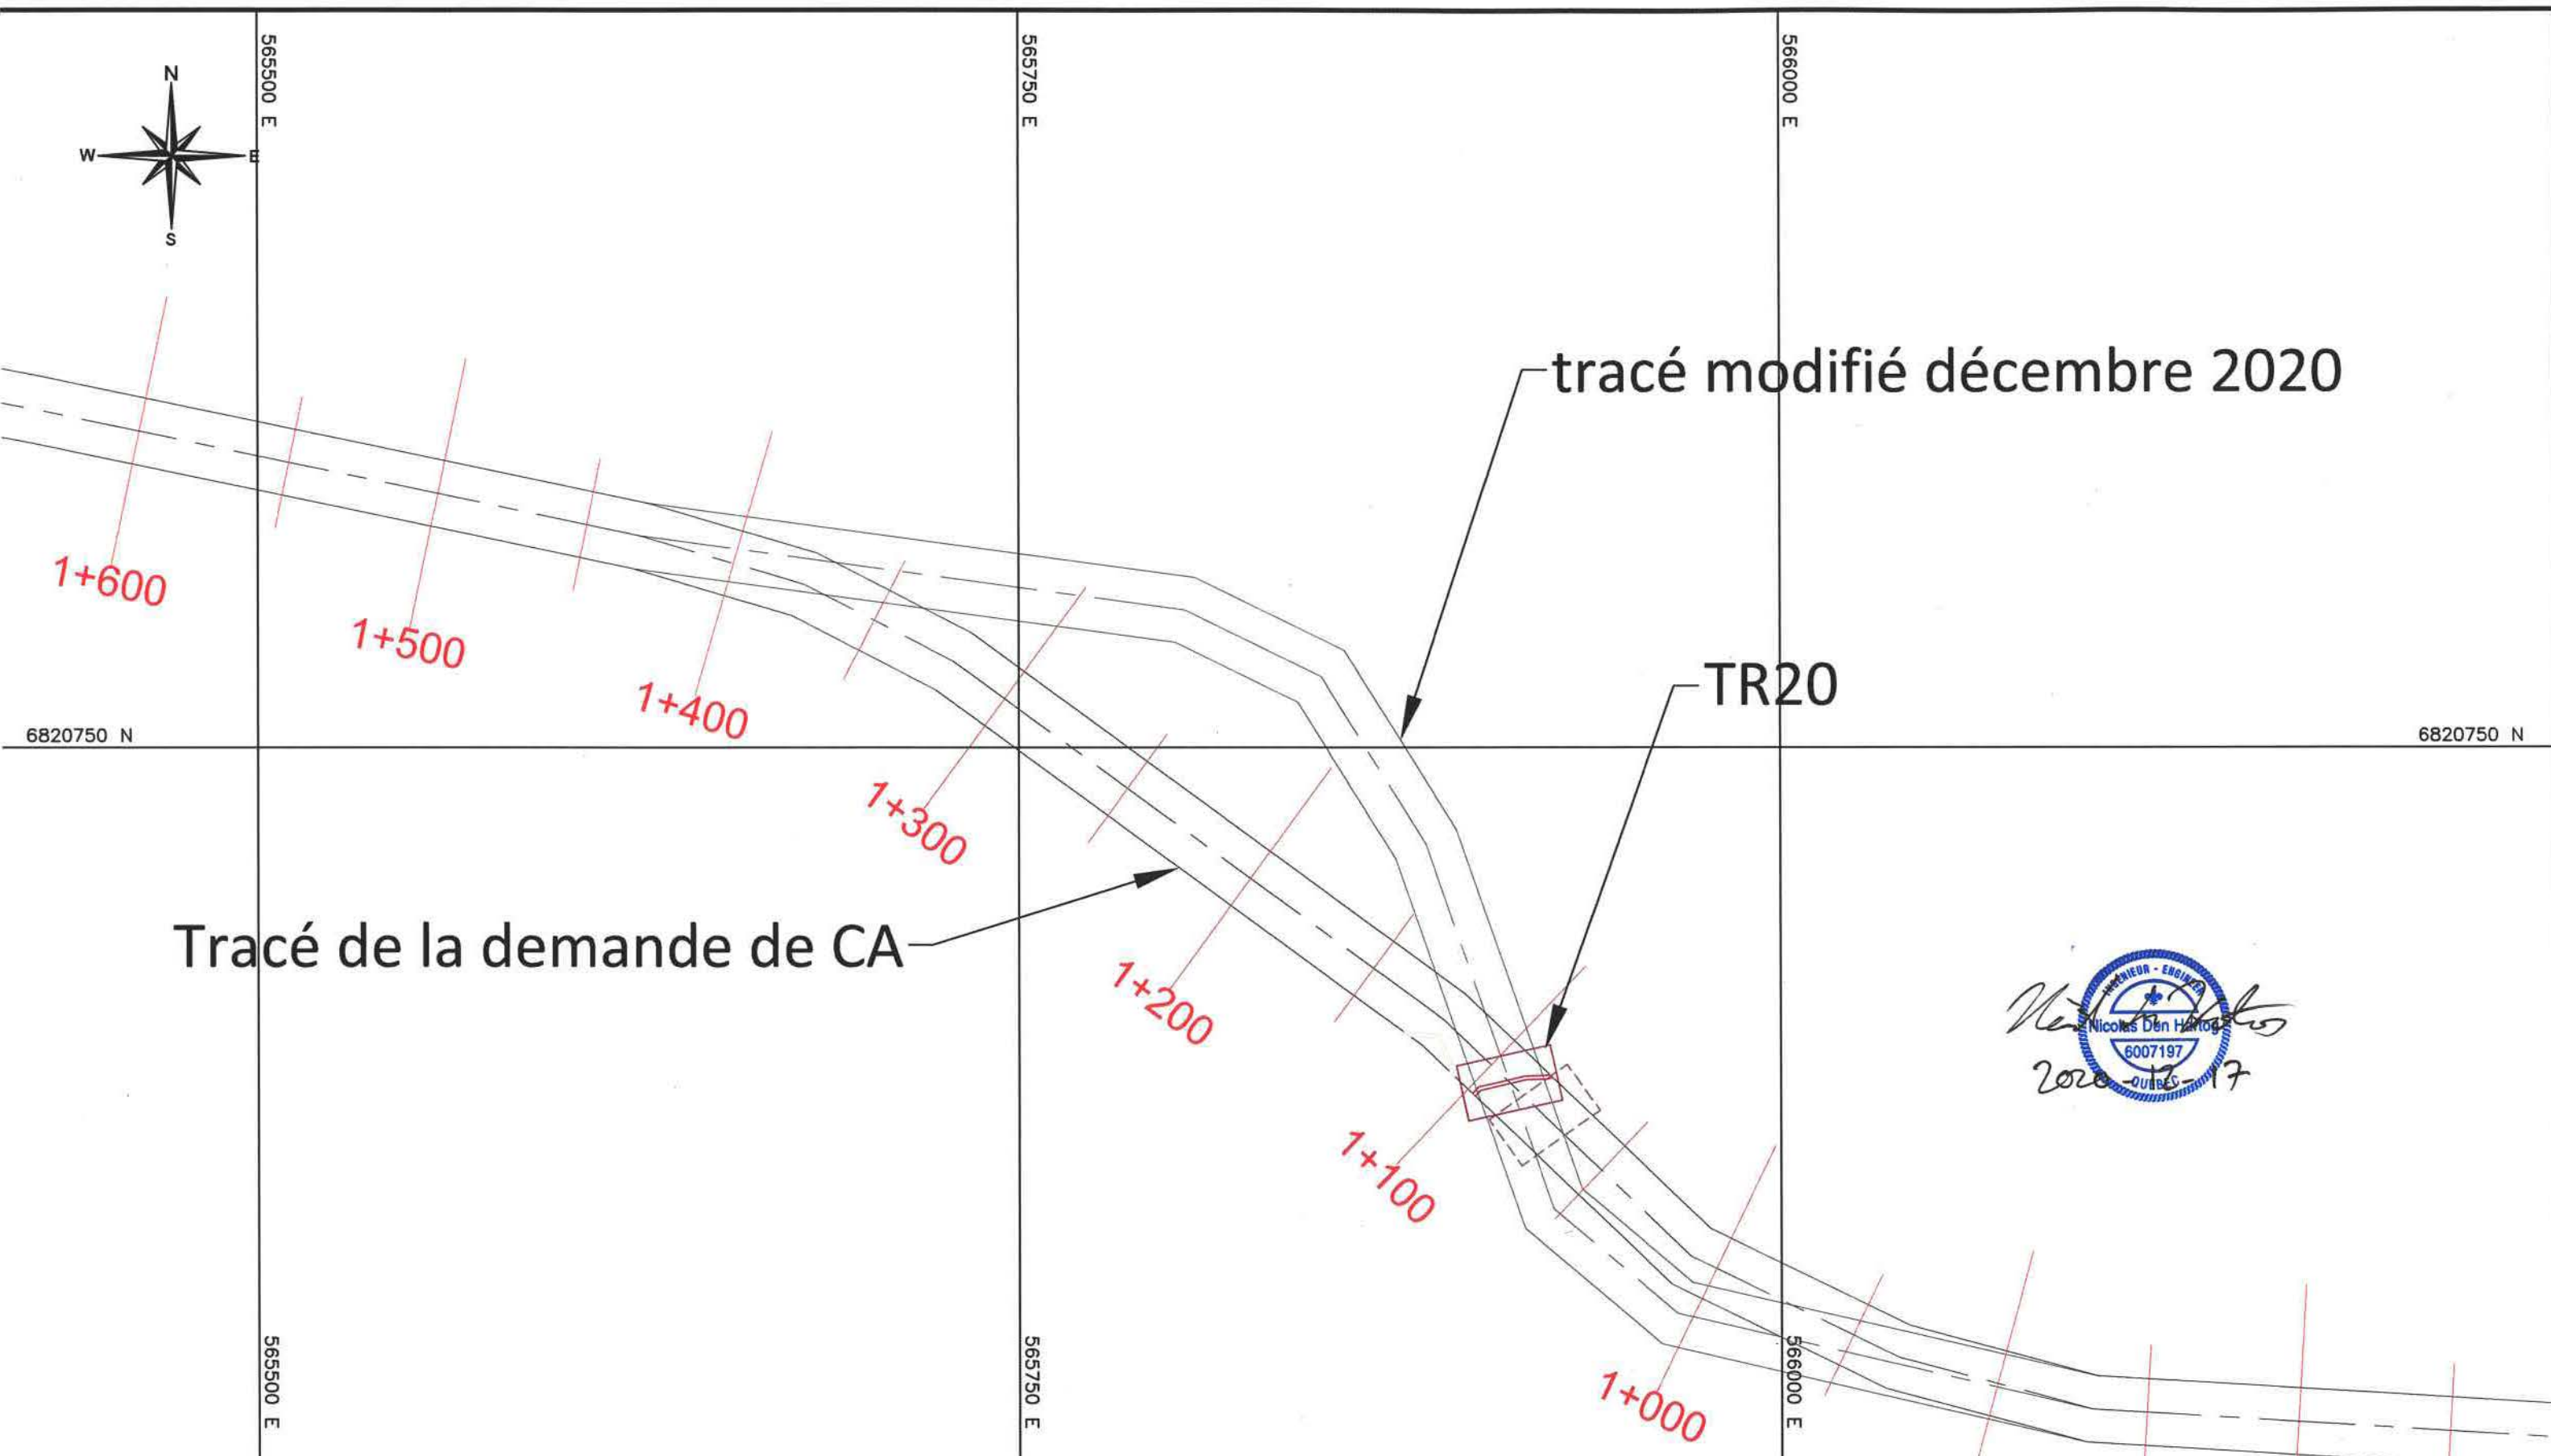 565500 E
565750 E
566000 E
N
W
E
S
tracé modifié décembre 2020
1+600
1+500
TR20
1+400
6820750 N
6820750 N
1+300
Tracé de la demande de CA
1+200
INGÉNIEUR - ENGINEER
Nicolas Den Hartog
6007197
QUÉBEC
2020-12-17
1+100
565500 E
565750 E
566000 E
1+000